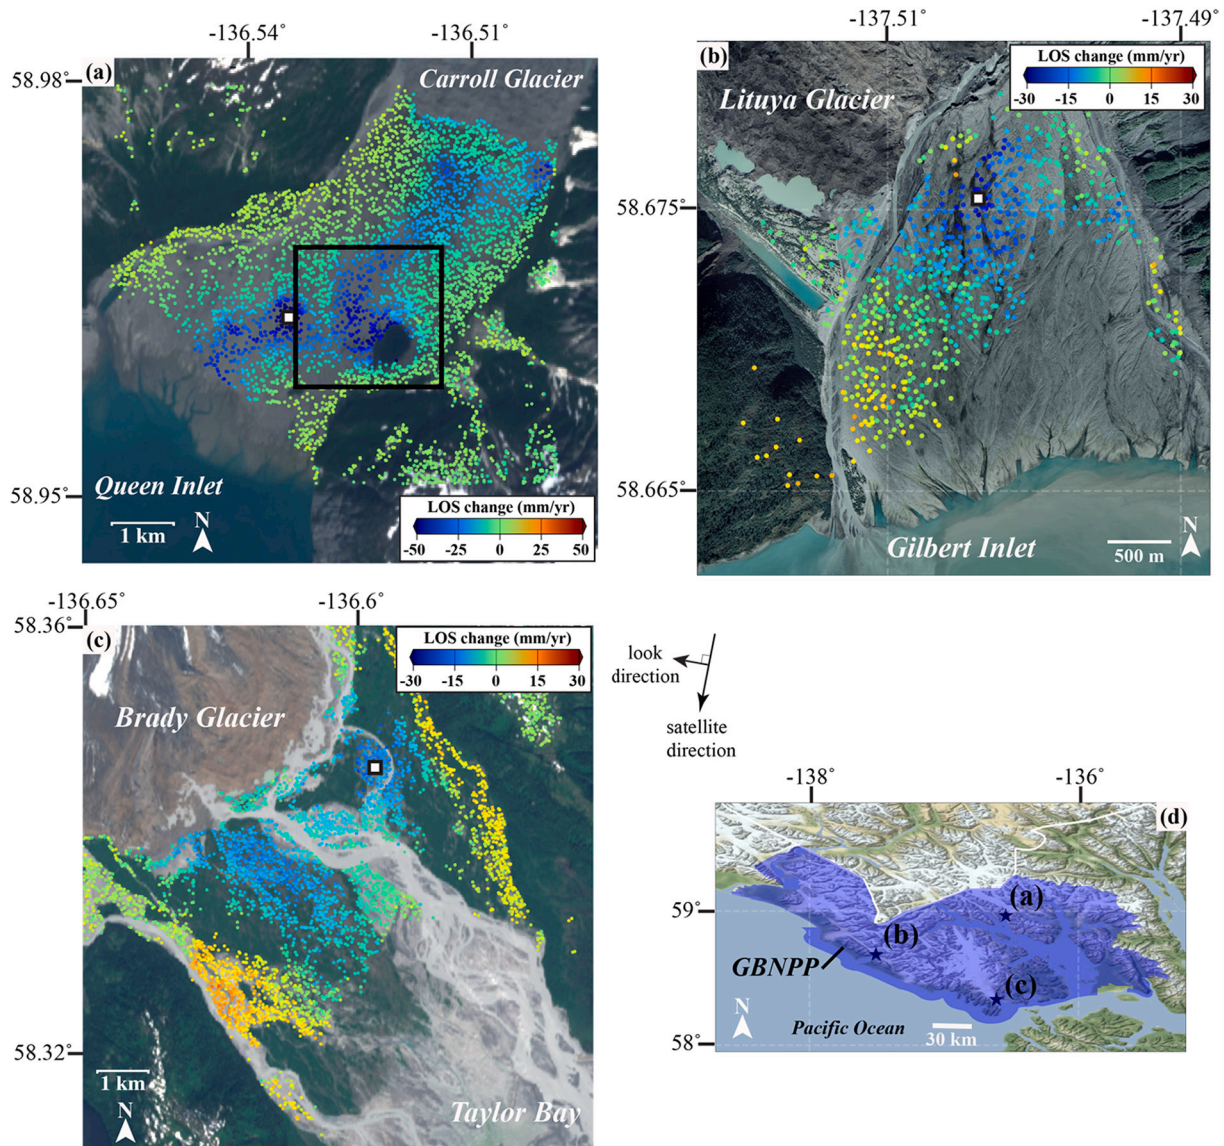 -136.54°
-136.51°
58.98°
(a)
Carroll Glacier
Queen Inlet
58.95°
1 km
N
LOS change (mm/yr)
-50 -25 0 25 50
-137.51°
-137.49°
(b)
LOS change (mm/yr)
-30 -15 0 15 30
Lituya Glacier
58.675°
58.665°
Gilbert Inlet
N
500 m
-136.65°
-136.6°
58.36°
(c)
LOS change (mm/yr)
-30 -15 0 15 30
Brady Glacier
58.32°
1 km
N
Taylor Bay
look
direction
satellite
direction
-138°
-136°
(d)
59°
(a)
(b)
GBNPP
(c)
N
Pacific Ocean
30 km
58°